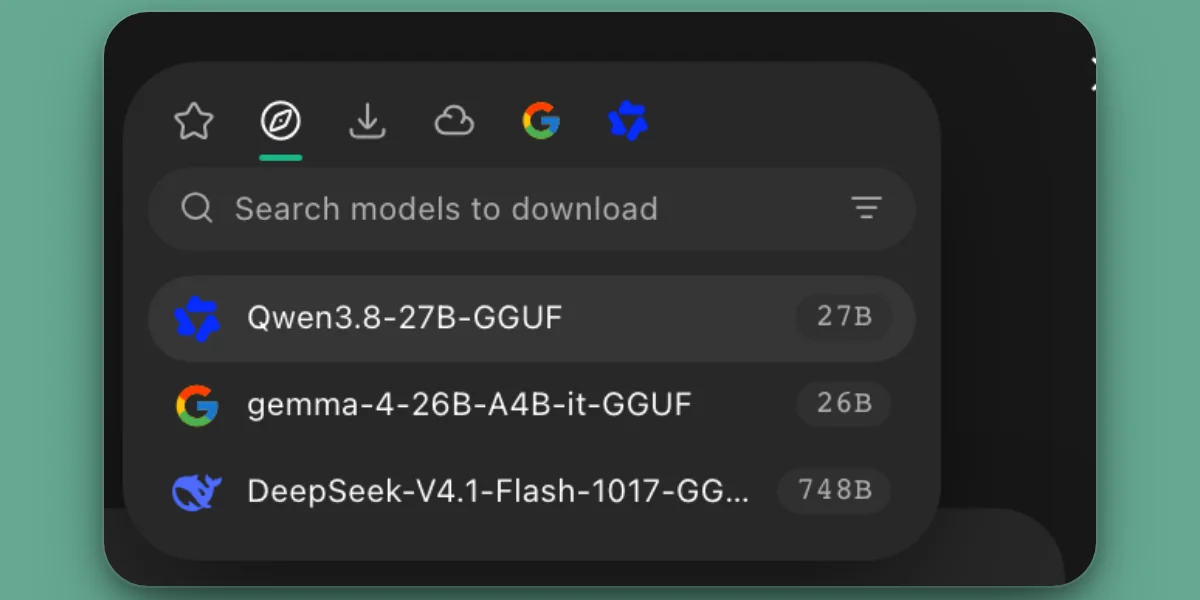 Search models to download
Qwen3.8-27B-GGUF 27B
gemma-4-26B-A4B-it-GGUF 26B
DeepSeek-V4.1-Flash-1017-GG... 748B